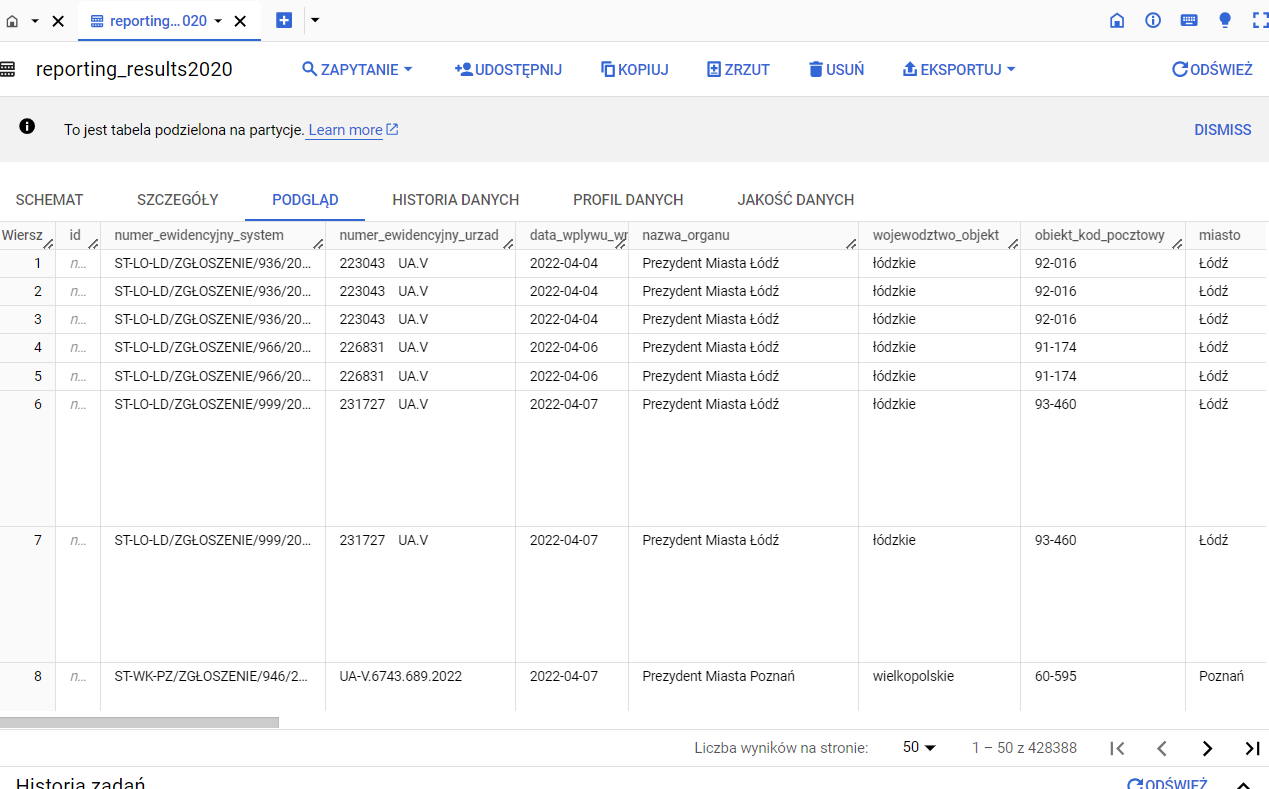 reporting... 020
reporting_results2020 ZAPYTANIE UDOSTĘPNIJ KOPIUJ ZRZUT USUŃ EKSPORTUJ ODŚWIEŻ
To jest tabela podzielona na partycje. Learn more DISMISS
SCHEMAT SZCZEGÓŁY PODGLĄD HISTORIA DANYCH PROFIL DANYCH JAKOŚĆ DANYCH
Wiersz id numer_ewidencyjny_system numer_ewidencyjny_urzad data_wplywu_wr nazwa_organu wojewodztwo_objekt obiekt_kod_pocztowy miasto
1 n... ST-LO-LD/ZGŁOSZENIE/936/20... 223043 UA.V 2022-04-04 Prezydent Miasta Łódź łódzkie 92-016 Łódź
2 n... ST-LO-LD/ZGŁOSZENIE/936/20... 223043 UA.V 2022-04-04 Prezydent Miasta Łódź łódzkie 92-016 Łódź
3 n... ST-LO-LD/ZGŁOSZENIE/936/20... 223043 UA.V 2022-04-04 Prezydent Miasta Łódź łódzkie 92-016 Łódź
4 n... ST-LO-LD/ZGŁOSZENIE/966/20... 226831 UA.V 2022-04-06 Prezydent Miasta Łódź łódzkie 91-174 Łódź
5 n... ST-LO-LD/ZGŁOSZENIE/966/20... 226831 UA.V 2022-04-06 Prezydent Miasta Łódź łódzkie 91-174 Łódź
6 n... ST-LO-LD/ZGŁOSZENIE/999/20... 231727 UA.V 2022-04-07 Prezydent Miasta Łódź łódzkie 93-460 Łódź
7 n... ST-LO-LD/ZGŁOSZENIE/999/20... 231727 UA.V 2022-04-07 Prezydent Miasta Łódź łódzkie 93-460 Łódź
8 n... ST-WK-PZ/ZGŁOSZENIE/946/2... UA-V.6743.689.2022 2022-04-07 Prezydent Miasta Poznań wielkopolskie 60-595 Poznań
Liczba wyników na stronie: 50 1 – 50 z 428388
Historia zadań ODŚWIEŻ